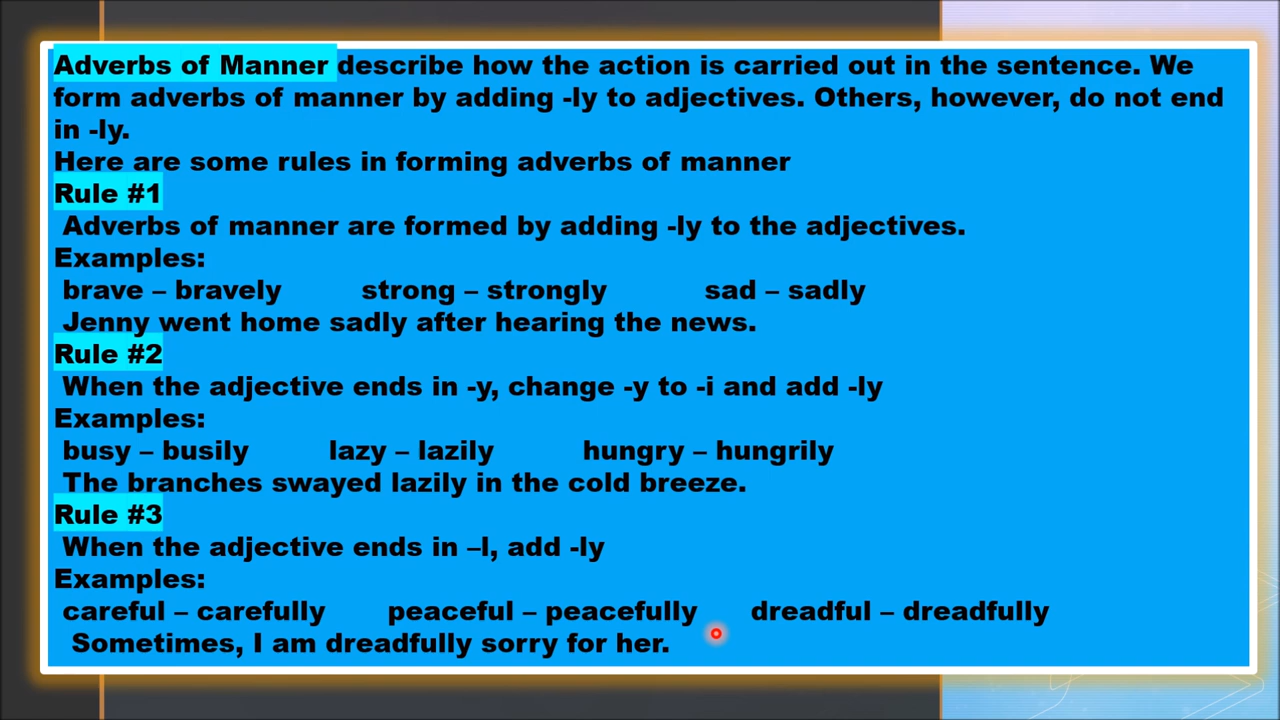 Adverbs of Manner describe how the action is carried out in the sentence. We
form adverbs of manner by adding -ly to adjectives. Others, however, do not end
in -ly.
Here are some rules in forming adverbs of manner
Rule #1
Adverbs of manner are formed by adding -ly to the adjectives.
Examples:
brave – bravely strong – strongly sad – sadly
Jenny went home sadly after hearing the news.
Rule #2
When the adjective ends in -y, change -y to -i and add -ly
Examples:
busy – busily lazy – lazily hungry – hungrily
The branches swayed lazily in the cold breeze.
Rule #3
When the adjective ends in –l, add -ly
Examples:
careful – carefully peaceful – peacefully dreadful – dreadfully
Sometimes, I am dreadfully sorry for her.